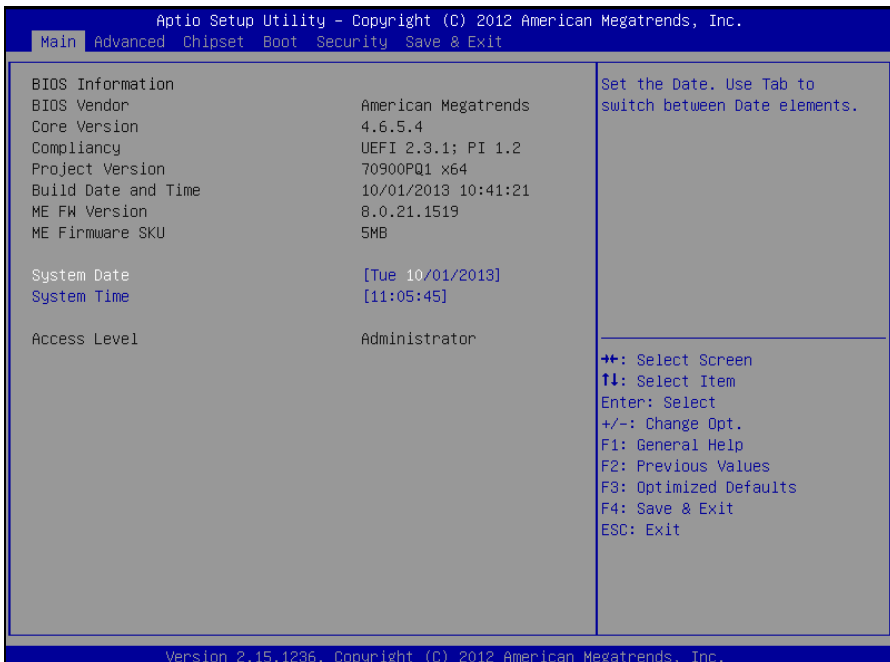 Aptio Setup Utility – Copyright (C) 2012 American Megatrends, Inc.
Main Advanced Chipset Boot Security Save & Exit
BIOS Information
BIOS Vendor American Megatrends
Core Version 4.6.5.4
Compliancy UEFI 2.3.1; PI 1.2
Project Version 70900PQ1 x64
Build Date and Time 10/01/2013 10:41:21
ME FW Version 8.0.21.1519
ME Firmware SKU 5MB
System Date [Tue 10/01/2013]
System Time [11:05:45]
Access Level Administrator
Set the Date. Use Tab to
switch between Date elements.
→←: Select Screen
↑↓: Select Item
Enter: Select
+/-: Change Opt.
F1: General Help
F2: Previous Values
F3: Optimized Defaults
F4: Save & Exit
ESC: Exit
Version 2.15.1236. Copyright (C) 2012 American Megatrends, Inc.